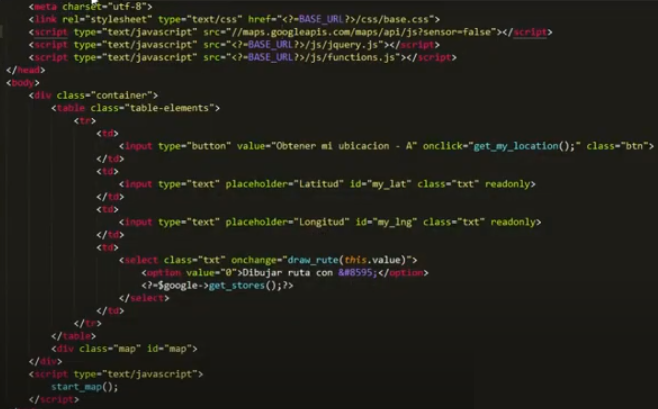 <meta charset="utf-8">
<link rel="stylesheet" type="text/css" href="<?=BASE_URL?>/css/base.css">
<script type="text/javascript" src="//maps.googleapis.com/maps/api/js?sensor=false"></script>
<script type="text/javascript" src="<?=BASE_URL?>/js/jquery.js"></script>
<script type="text/javascript" src="<?=BASE_URL?>/js/functions.js"></script>
</head>
<body>
<div class="container">
<table class="table-elements">
<tr>
<td>
<input type="button" value="Obtener mi ubicacion - A" onclick="get_my_location();" class="btn">
</td>
<td>
<input type="text" placeholder="Latitud" id="my_lat" class="txt" readonly>
</td>
<td>
<input type="text" placeholder="Longitud" id="my_lng" class="txt" readonly>
</td>
<td>
<select class="txt" onchange="draw_rute(this.value)">
<option value="0">Dibujar ruta con &#8595;</option>
<?=$google->get_stores();?>
</select>
</td>
</tr>
</table>
<div class="map" id="map">
</div>
<script type="text/javascript">
start_map();
</script>